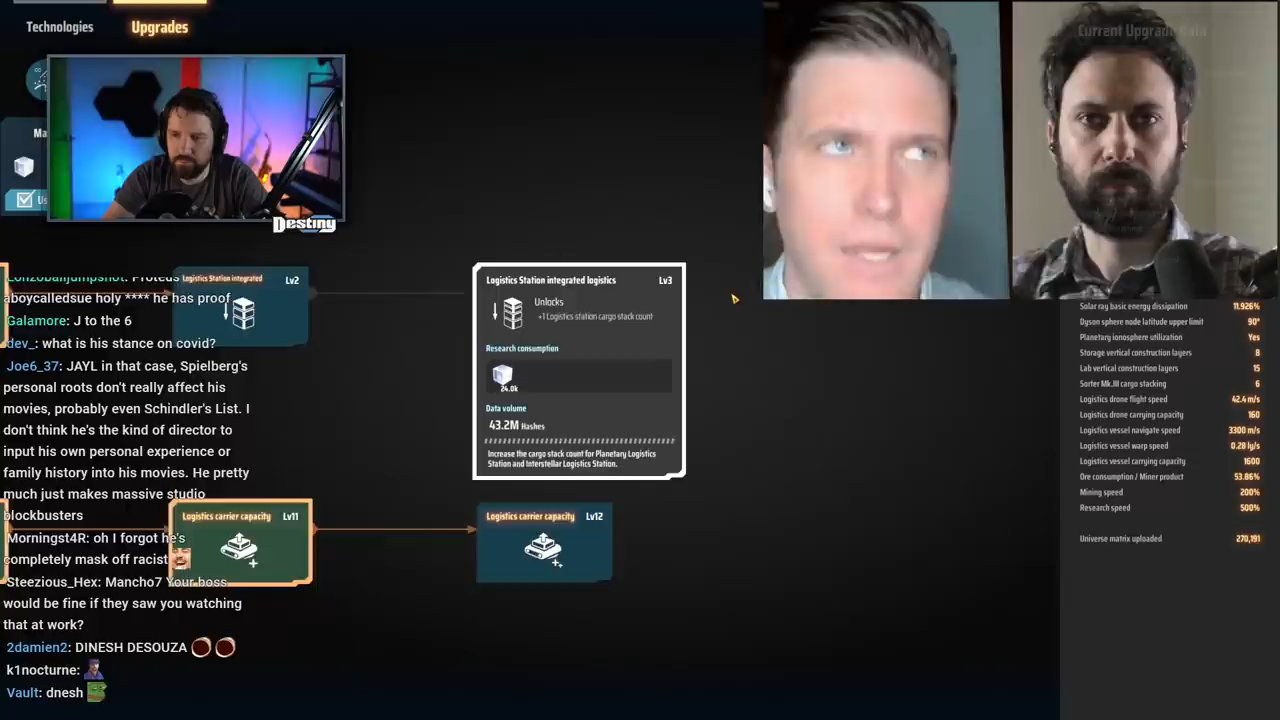 Technologies
Upgrades
Current Upgrade Data
Ma
Us
Destiny
Logistics Station integrated
Lv2
Lonzoballjumpshot: Proteus
aboycalledsue holy **** he has proof
Galamore: J to the 6
dev_: what is his stance on covid?
Joe6_37: JAYL in that case, Spielberg's
personal roots don't really affect his
movies, probably even Schindler's List. I
don't think he's the kind of director to
input his own personal experience or
family history into his movies. He pretty
much just makes massive studio
blockbusters
Morningst4R: oh I forgot he's
completely mask off racist
Steezious_Hex: Mancho7 Your boss
would be fine if they saw you watching
that at work?
2damien2: DINESH DESOUZA
k1nocturne:
Vault: dnesh
Logistics Station integrated logistics
Lv3
Unlocks
+1 Logistics station cargo stack count
Research consumption
24.0k
Data volume
43.2M Hashes
Increase the cargo stack count for Planetary Logistics
Station and Interstellar Logistics Station.
Logistics carrier capacity
Lv11
Logistics carrier capacity
Lv12
Solar ray basic energy dissipation 11.926%
Dyson sphere node latitude upper limit 90°
Planetary ionosphere utilization Yes
Storage vertical construction layers 8
Lab vertical construction layers 15
Sorter Mk.III cargo stacking 6
Logistics drone flight speed 42.4 m/s
Logistics drone carrying capacity 160
Logistics vessel navigate speed 3300 m/s
Logistics vessel warp speed 0.28 ly/s
Logistics vessel carrying capacity 1600
Ore consumption / Miner product 53.86%
Mining speed 200%
Research speed 500%
Universe matrix uploaded 270,191